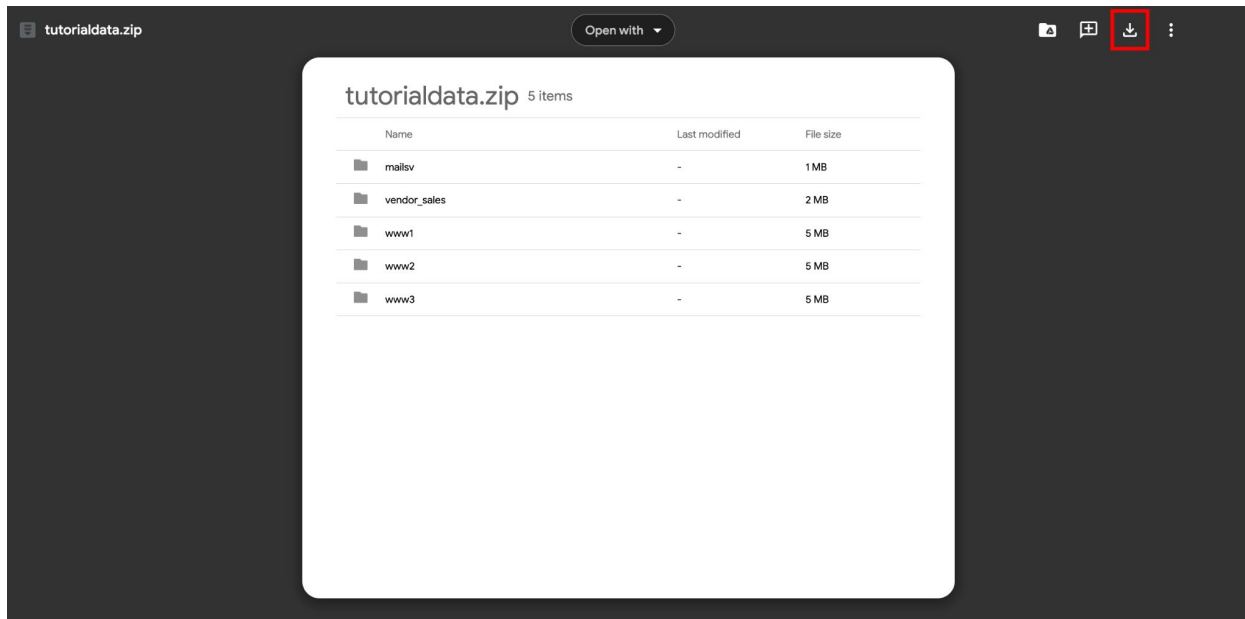 tutorialdata.zip
Open with
tutorialdata.zip 5 items
Name Last modified File size
mailsv - 1 MB
vendor_sales - 2 MB
www1 - 5 MB
www2 - 5 MB
www3 - 5 MB